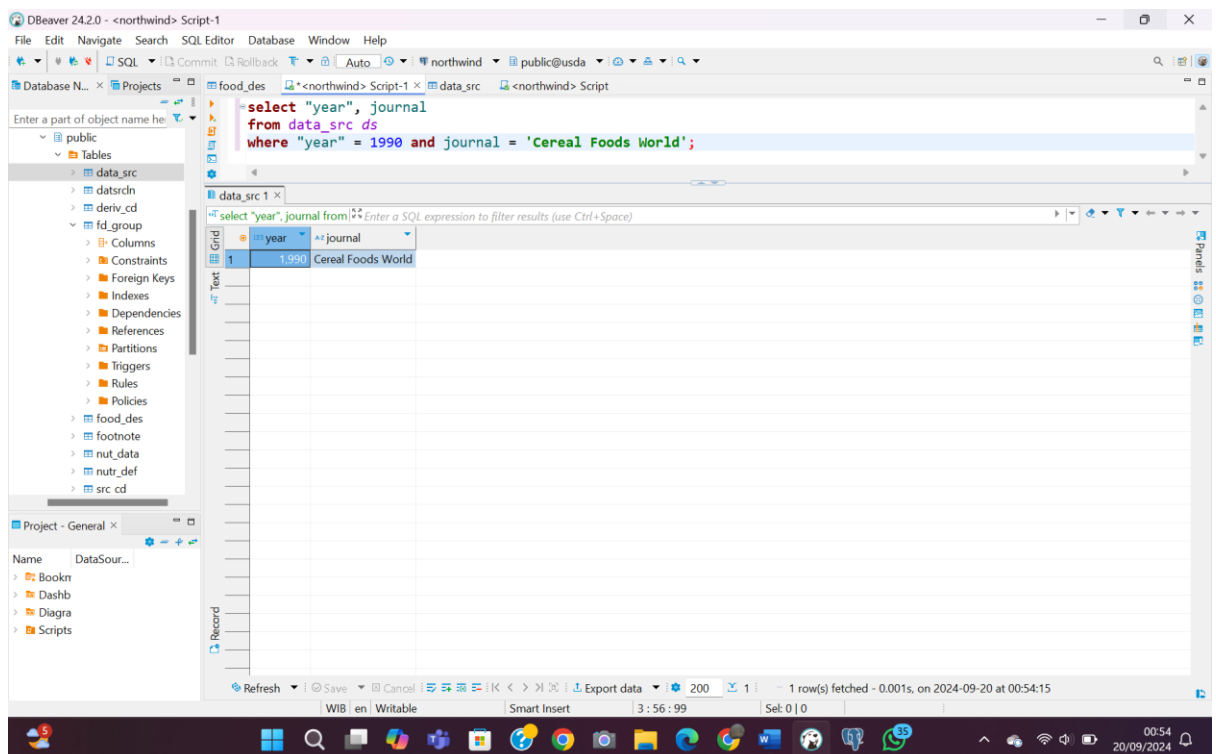 DBeaver 24.2.0 - <northwind> Script-1
File Edit Navigate Search SQL Editor Database Window Help
SQL Commit Rollback Auto northwind public@usda
Database N... Projects food_des *<northwind> Script-1 data_src <northwind> Script
Enter a part of object name he
public
Tables
data_src
datsrcln
deriv_cd
fd_group
Columns
Constraints
Foreign Keys
Indexes
Dependencies
References
Partitions
Triggers
Rules
Policies
food_des
footnote
nut_data
nutr_def
src_cd
select "year", journal
from data_src ds
where "year" = 1990 and journal = 'Cereal Foods World';
data_src 1
select "year", journal from Enter a SQL expression to filter results (use Ctrl+Space)
Grid
Text
Record
Panels
123 year A-Z journal
1 1,990 Cereal Foods World
Project - General
Name DataSour...
Bookm
Dashb
Diagra
Scripts
Refresh Save Cancel Export data 200 1 1 row(s) fetched - 0.001s, on 2024-09-20 at 00:54:15
WIB en Writable Smart Insert 3 : 56 : 99 Sel: 0 | 0
5
35
00:54
20/09/2024